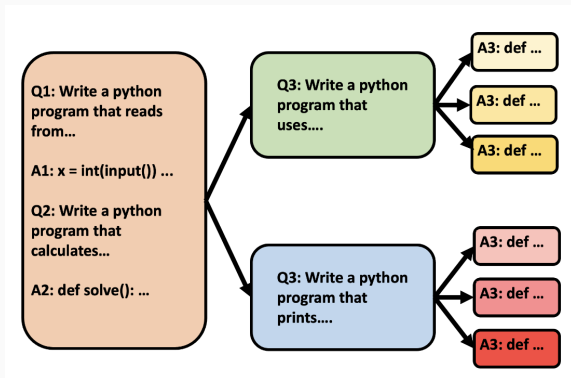 Q1: Write a python
program that reads
from...
A1: x = int(input()) ...
Q2: Write a python
program that
calculates...
A2: def solve(): ...
Q3: Write a python
program that
uses....
A3: def ...
A3: def ...
A3: def ...
Q3: Write a python
program that
prints....
A3: def ...
A3: def ...
A3: def ...